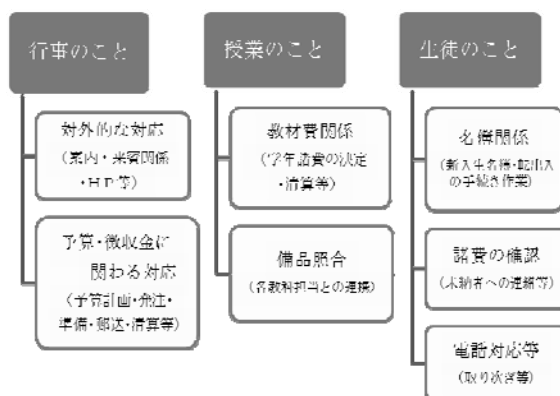 行事のこと
対外的な対応
(案内・来賓関係
・HP等)
予算・徴収金に
関わる対応
(予算計画・発注・
準備・郵送・清算等)
授業のこと
教材費関係
(学年諸費の決定
・清算等)
備品照合
(各教科担当との連携)
生徒のこと
名簿関係
(新入生名簿・転出入
の手続き作業)
諸費の確認
(未納者への連絡等)
電話対応等
(取り次ぎ等)